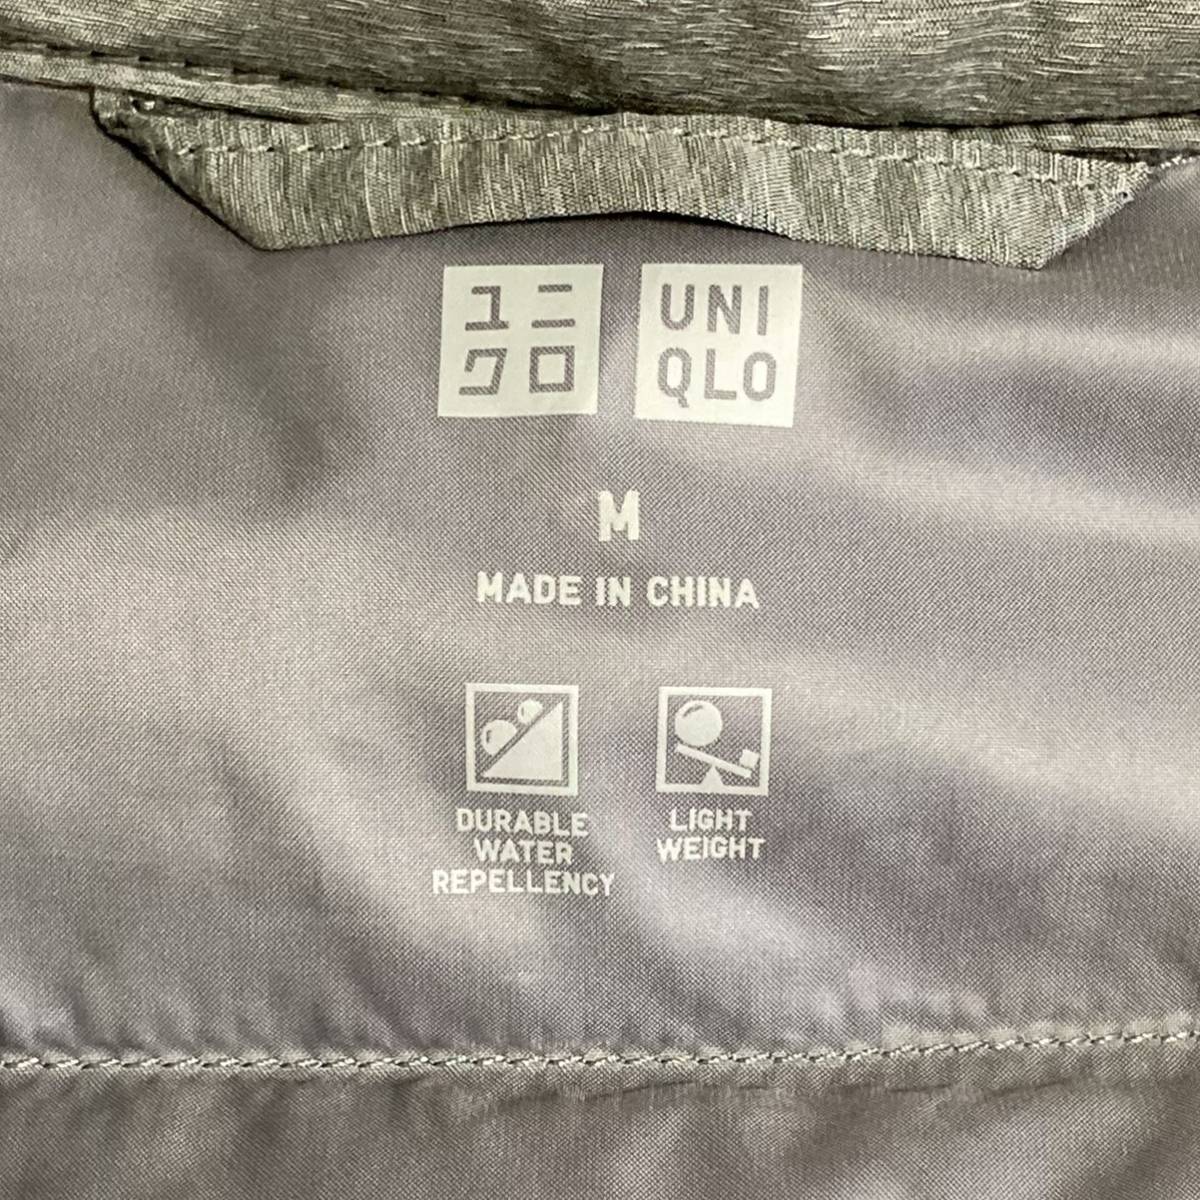 ユニ
クロ
UNI
QLO
M
MADE IN CHINA
DURABLE
WATER
REPELLENCY
LIGHT
WEIGHT